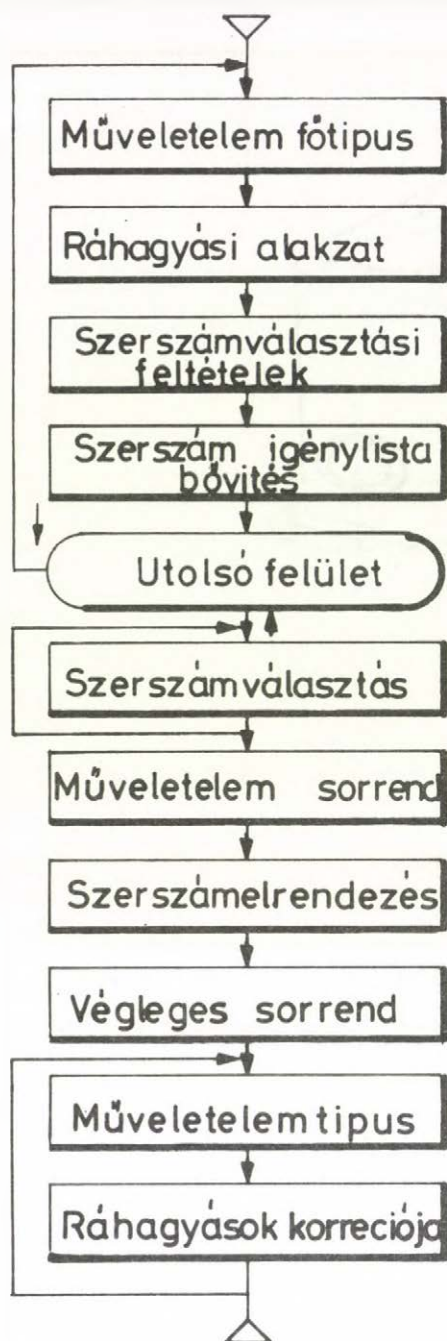 Műveletelem főtipus
Ráhagyási alakzat
Szerszámválasztási
feltételek
Szerszám igénylista
bővités
Utolsó felület
Szerszámválasztás
Műveletelem sorrend
Szerszámelrendezés
Végleges sorrend
Műveletelem tipus
Ráhagyások korreciója